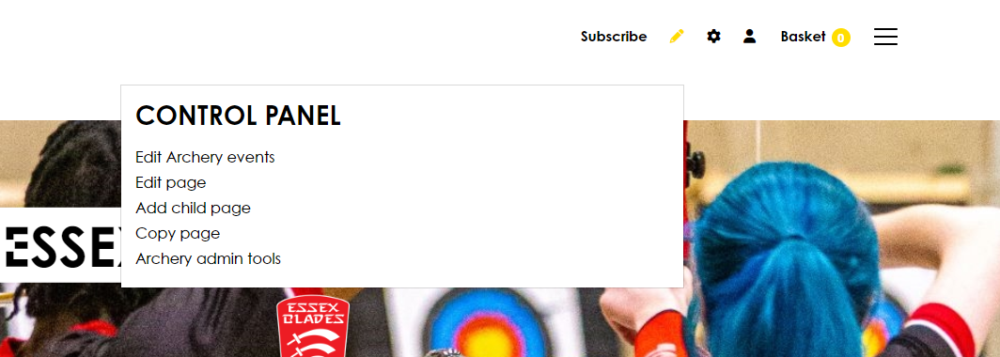 Subscribe Basket 0
CONTROL PANEL
Edit Archery events
Edit page
Add child page
Copy page
Archery admin tools
ESSEX
ESSEX
BLADES